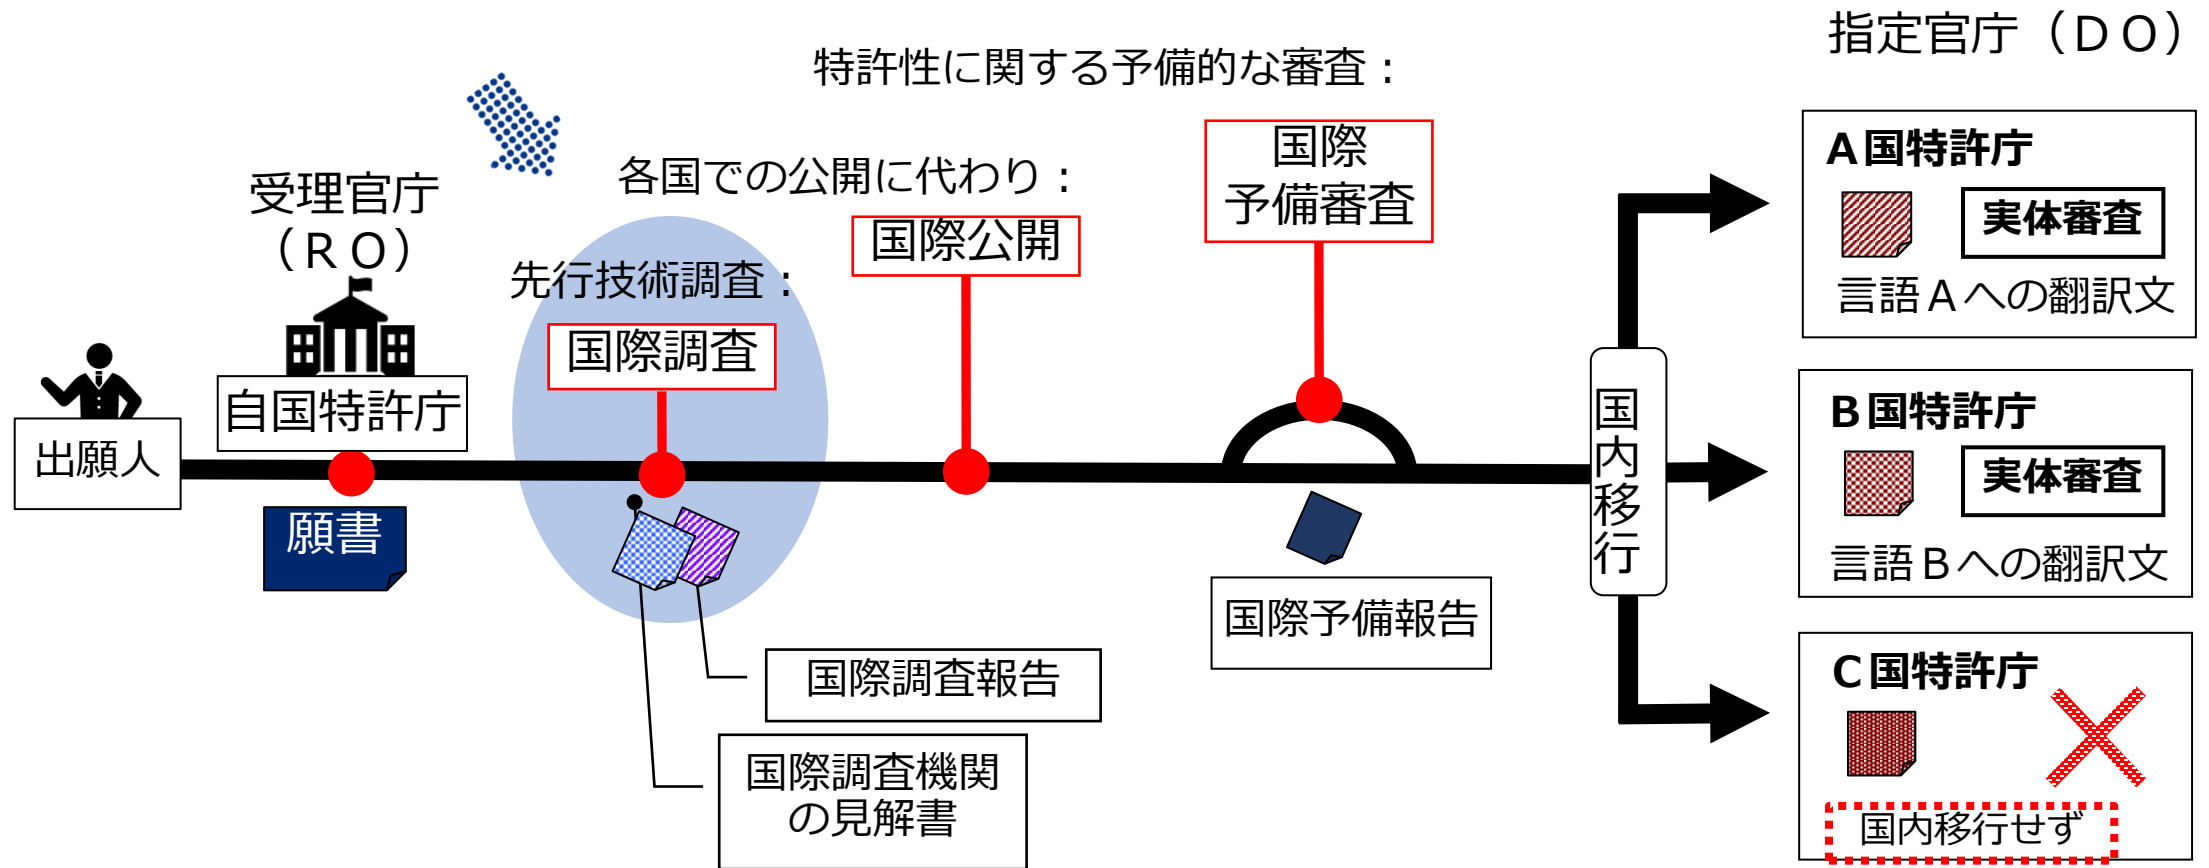 指定官庁（ＤＯ）
特許性に関する予備的な審査：
各国での公開に代わり：
先行技術調査：
受理官庁
（ＲＯ）
自国特許庁
出願人
願書
国際調査
国際公開
国際
予備審査
国際調査報告
国際調査機関
の見解書
国際予備報告
国内移行
Ａ国特許庁
実体審査
言語Ａへの翻訳文
Ｂ国特許庁
実体審査
言語Ｂへの翻訳文
Ｃ国特許庁
国内移行せず